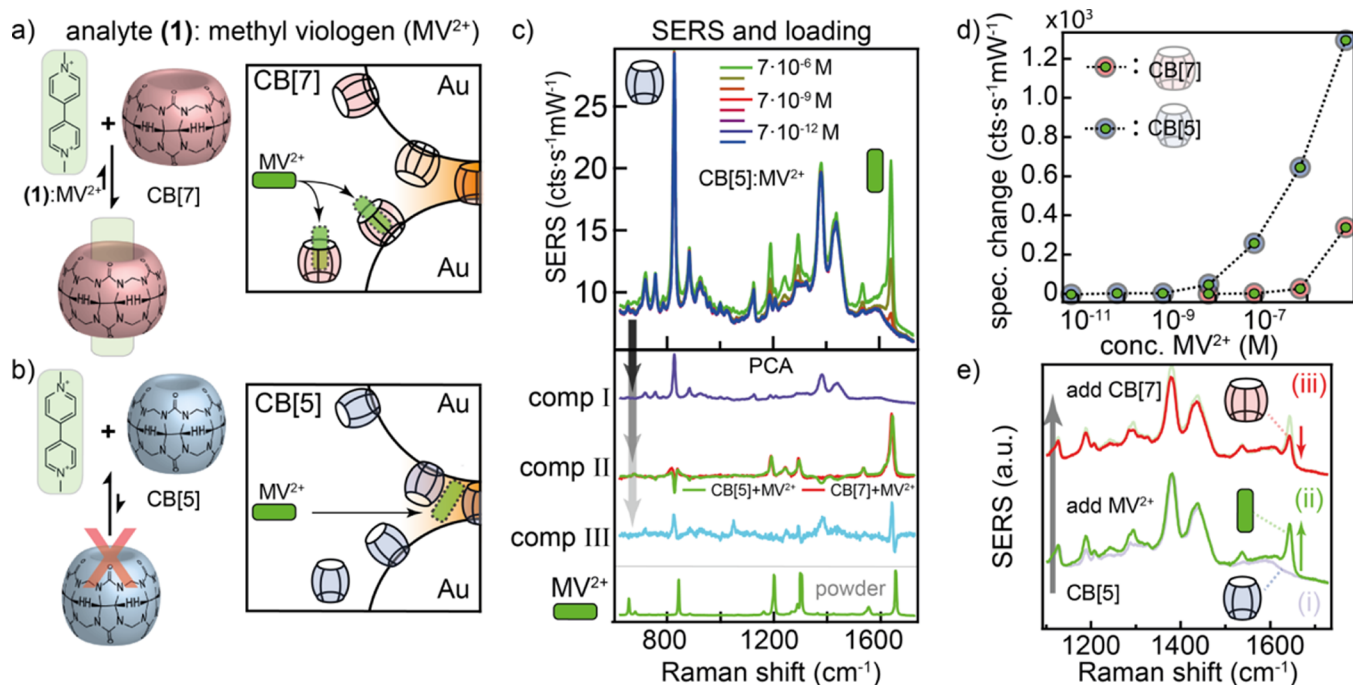 a) analyte (1): methyl viologen (MV²⁺)
+
(1):MV²⁺
CB[7]
HH
HH
CB[7]
Au
MV²⁺
Au
b)
+
CB[5]
HH
HH
CB[5]
Au
MV²⁺
Au
c) SERS and loading
SERS (cts·s⁻¹mW⁻¹)
25
20
15
10
7·10⁻⁶ M
7·10⁻⁹ M
7·10⁻¹² M
CB[5]:MV²⁺
PCA
comp I
comp II
CB[5]+MV²⁺
CB[7]+MV²⁺
comp III
MV²⁺
powder
800
1200
1600
Raman shift (cm⁻¹)
d)
x10³
spec. change (cts·s⁻¹mW⁻¹)
1.2
1.0
0.8
0.6
0.4
0.2
0
: CB[7]
: CB[5]
10⁻¹¹
10⁻⁹
10⁻⁷
conc. MV²⁺ (M)
e)
SERS (a.u.)
add CB[7]
(iii)
add MV²⁺
(ii)
CB[5]
(i)
1200
1400
1600
Raman shift (cm⁻¹)